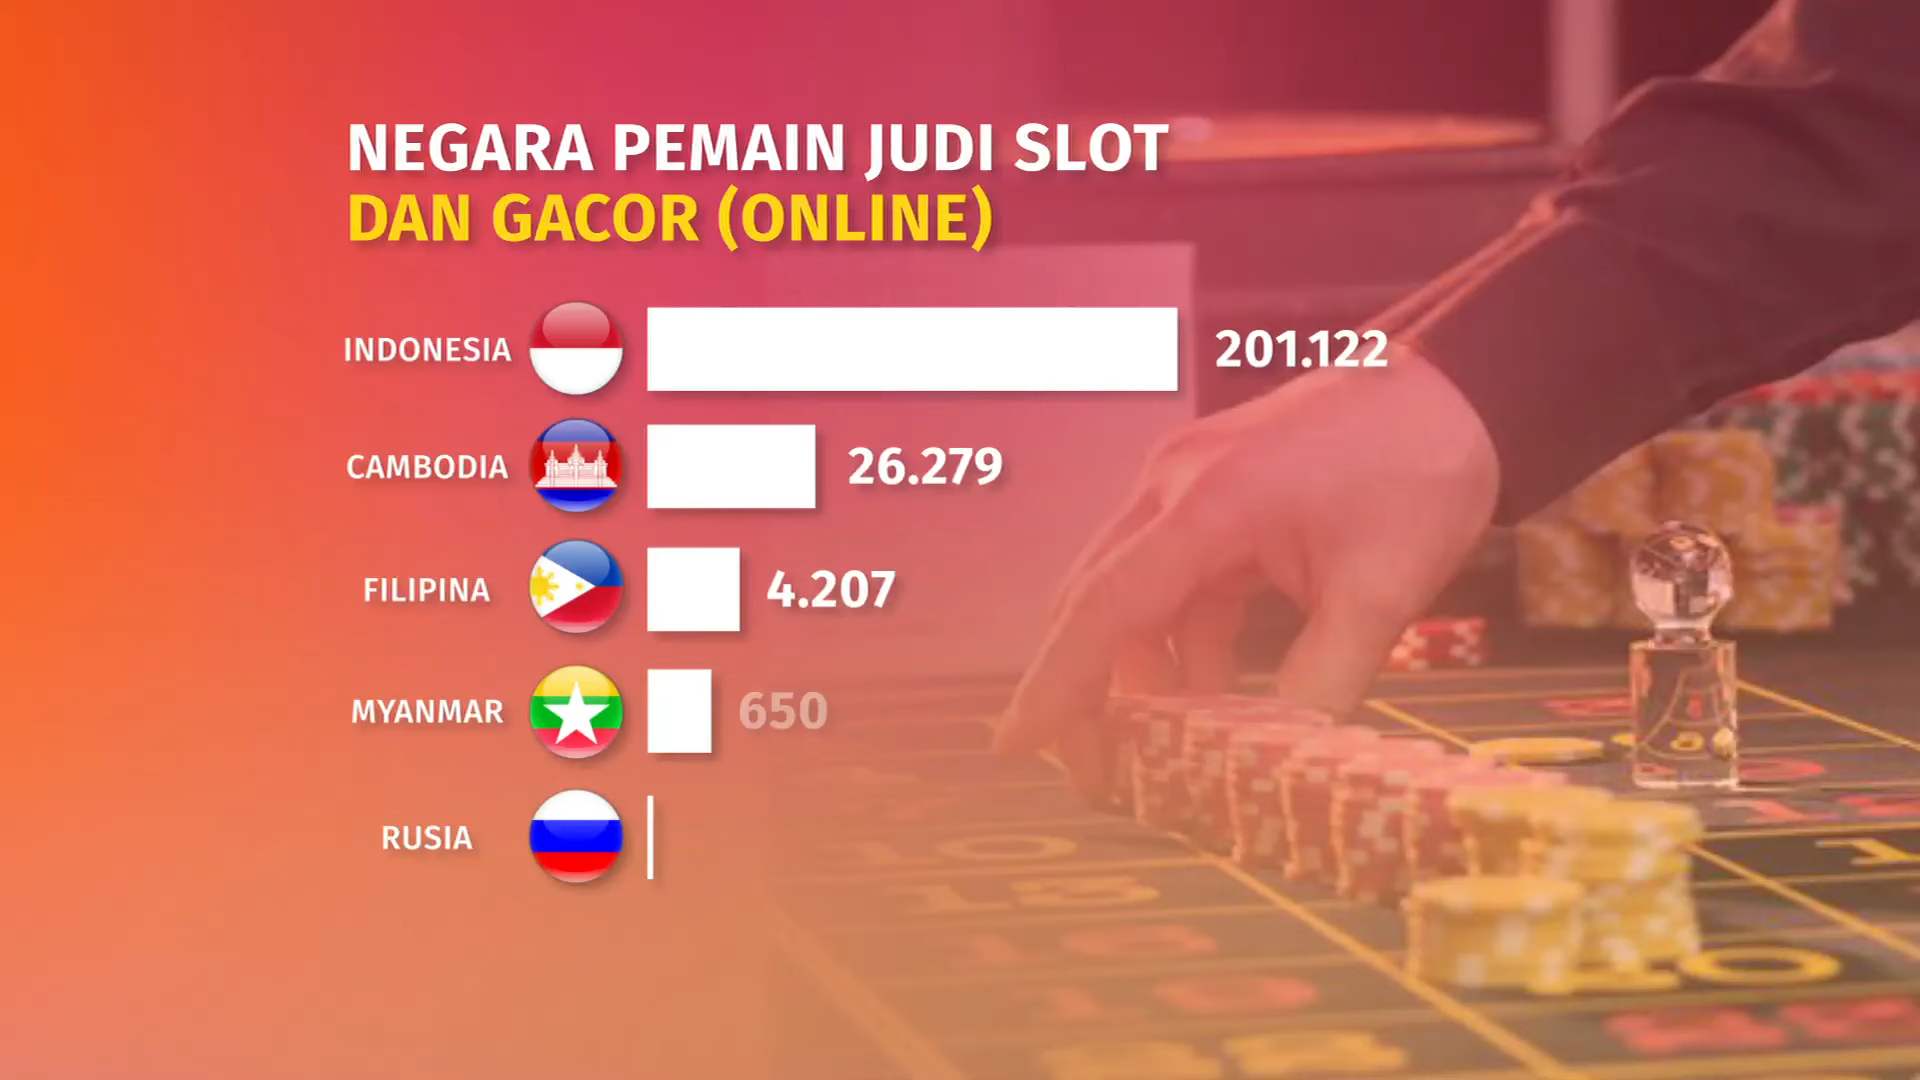 NEGARA PEMAIN JUDI SLOT
DAN GACOR (ONLINE)
INDONESIA 201.122
CAMBODIA 26.279
FILIPINA 4.207
MYANMAR 650
RUSIA